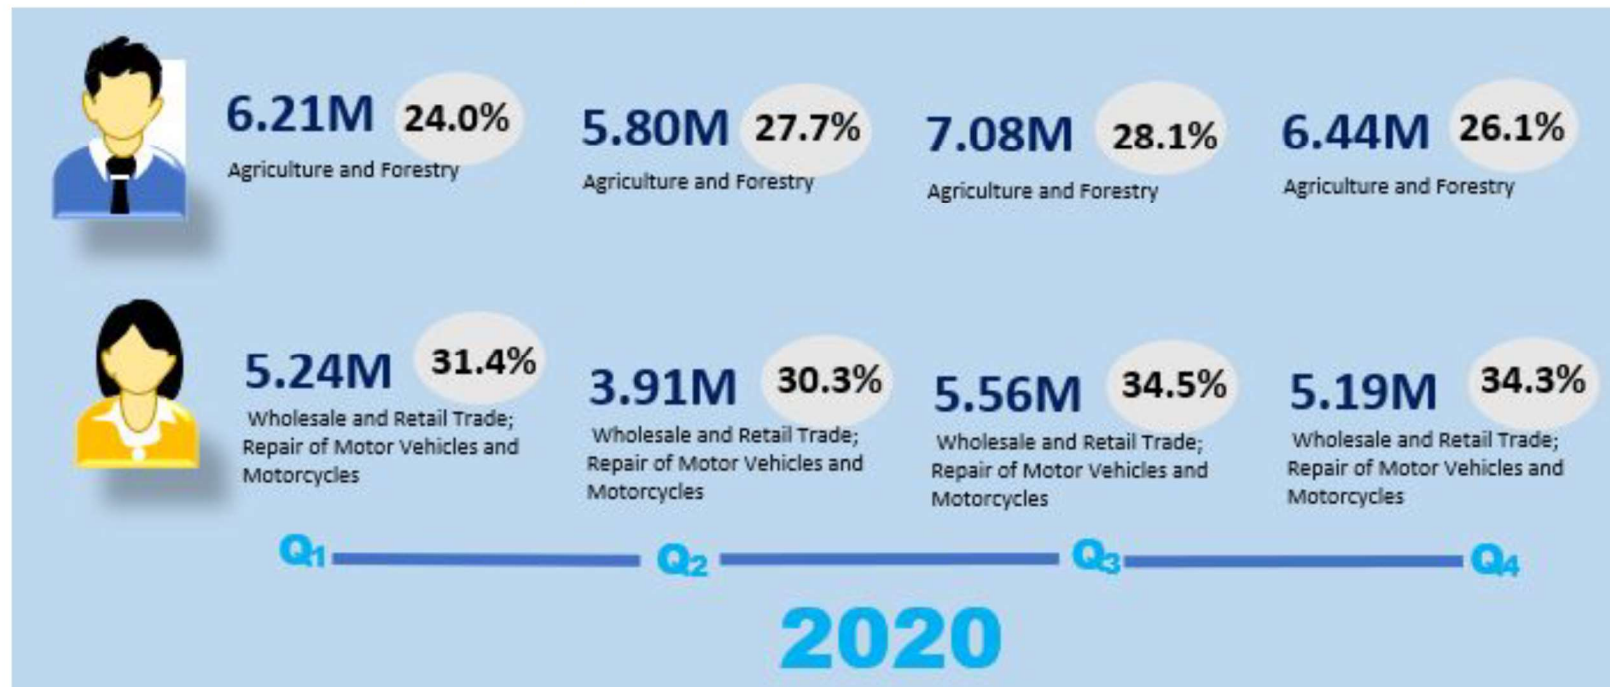 6.21M 24.0%
Agriculture and Forestry
5.80M 27.7%
Agriculture and Forestry
7.08M 28.1%
Agriculture and Forestry
6.44M 26.1%
Agriculture and Forestry
5.24M 31.4%
Wholesale and Retail Trade;
Repair of Motor Vehicles and
Motorcycles
3.91M 30.3%
Wholesale and Retail Trade;
Repair of Motor Vehicles and
Motorcycles
5.56M 34.5%
Wholesale and Retail Trade;
Repair of Motor Vehicles and
Motorcycles
5.19M 34.3%
Wholesale and Retail Trade;
Repair of Motor Vehicles and
Motorcycles
Q1 Q2 Q3 Q4
2020